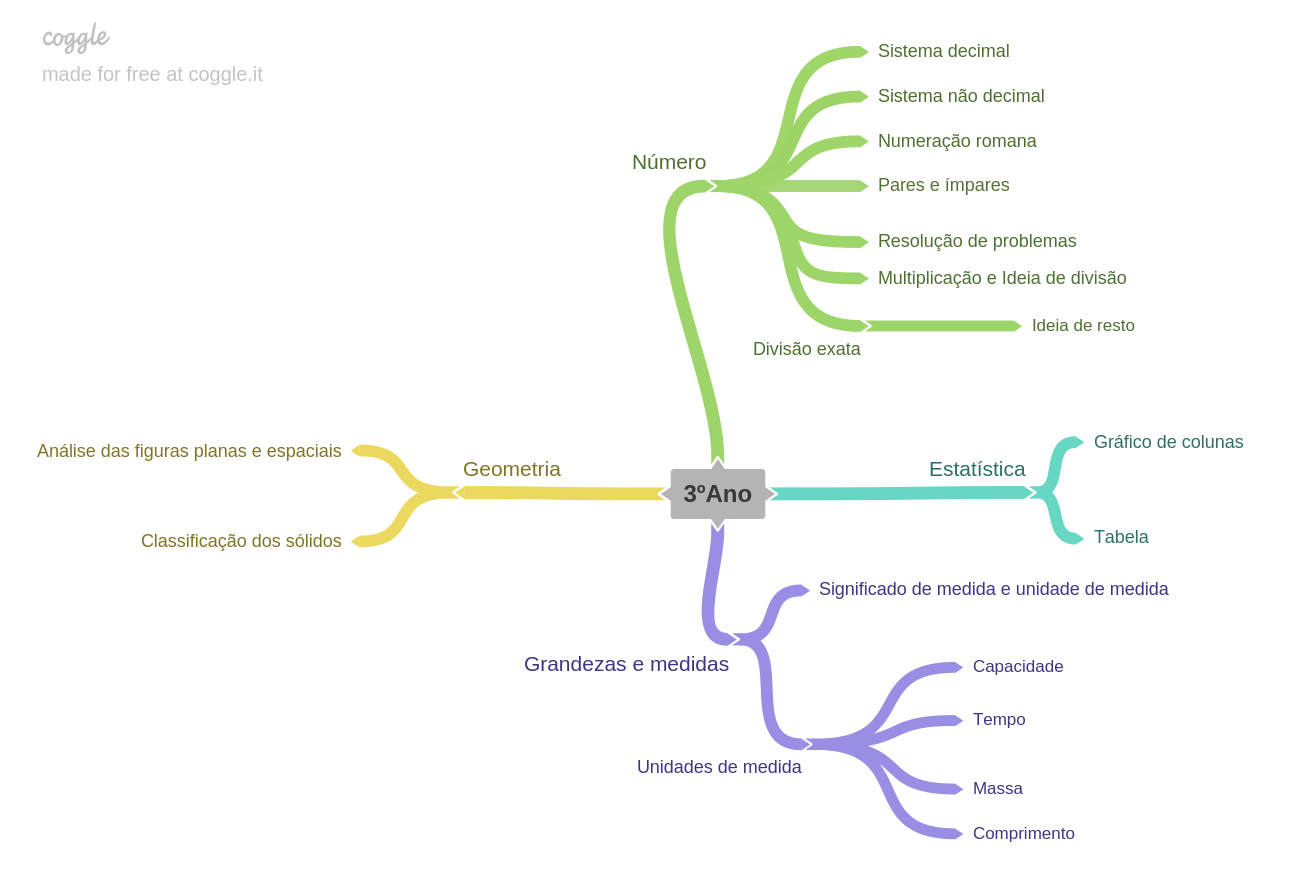 coggle
made for free at coggle.it
Sistema decimal
Sistema não decimal
Numeração romana
Número
Pares e ímpares
Resolução de problemas
Multiplicação e Ideia de divisão
Ideia de resto
Divisão exata
Análise das figuras planas e espaciais
Geometria
Classificação dos sólidos
3ºAno
Estatística
Gráfico de colunas
Tabela
Significado de medida e unidade de medida
Grandezas e medidas
Capacidade
Tempo
Unidades de medida
Massa
Comprimento